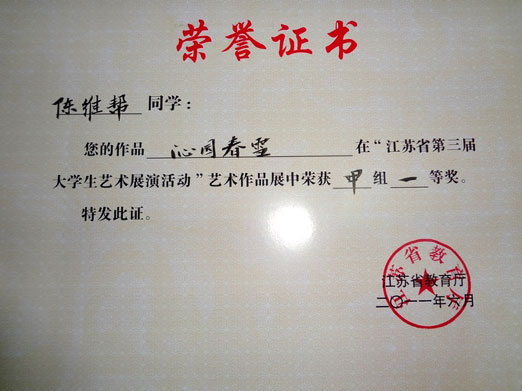 荣誉证书
陈维帮 同学：
您的作品 沁园春雪 在“江苏省第三届
大学生艺术展演活动”艺术作品展中荣获 甲 组 一 等奖。
特发此证。
江苏省教育厅
江苏省教育厅
二〇一一年六月